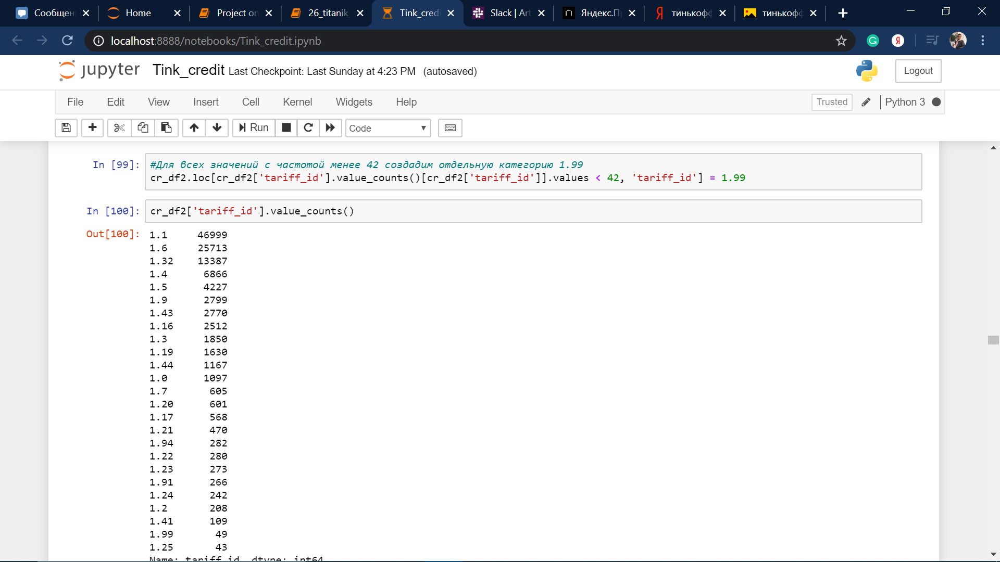 Сообщен
Home
Project on
26_titanik
Tink_credi
Slack | Art
Яндекс.П
тинькофф
тинькофф
localhost:8888/notebooks/Tink_credit.ipynb
jupyter Tink_credit Last Checkpoint: Last Sunday at 4:23 PM (autosaved)
Logout
File Edit View Insert Cell Kernel Widgets Help
Trusted
Python 3
Run
Code
In [99]: #Для всех значений с частотой менее 42 создадим отдельную категорию 1.99
cr_df2.loc[cr_df2['tariff_id'].value_counts()[cr_df2['tariff_id']].values < 42, 'tariff_id'] = 1.99
In [100]: cr_df2['tariff_id'].value_counts()
Out[100]: 1.1 46999
1.6 25713
1.32 13387
1.4 6866
1.5 4227
1.9 2799
1.43 2770
1.16 2512
1.3 1850
1.19 1630
1.44 1167
1.0 1097
1.7 605
1.20 601
1.17 568
1.21 470
1.94 282
1.22 280
1.23 273
1.91 266
1.24 242
1.2 208
1.41 109
1.99 49
1.25 43
Name: tariff_id, dtype: int64